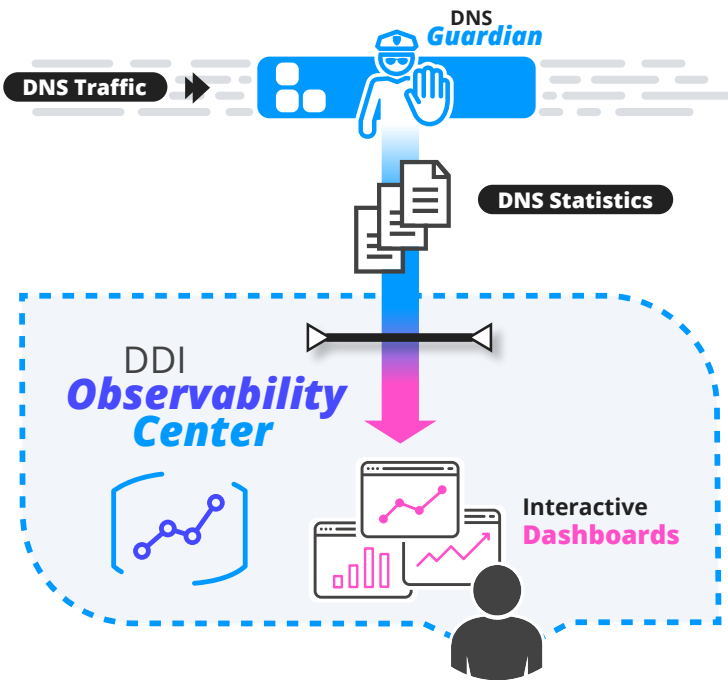 DNS
Guardian
DNS Traffic
DNS Statistics
DDI
Observability
Center
Interactive
Dashboards